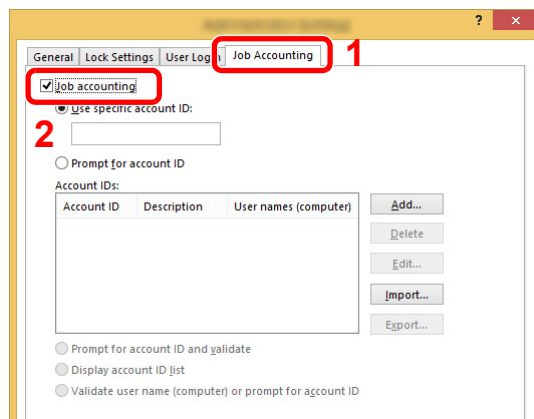 ?
General Lock Settings User Login Job Accounting 1
Job accounting
Use specific account ID:
2
Prompt for account ID
Account IDs:
Account ID Description User names (computer) Add...
Delete
Edit...
Import...
Export...
Prompt for account ID and validate
Display account ID list
Validate user name (computer) or prompt for account ID